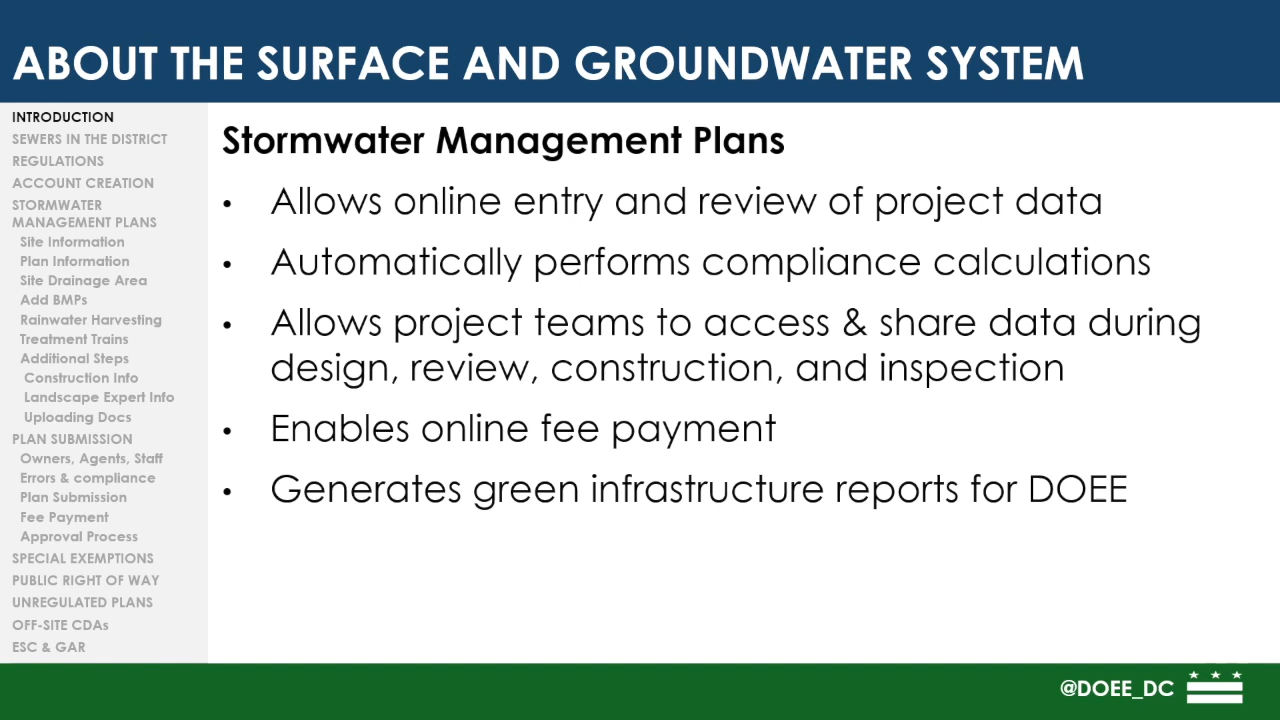 ABOUT THE SURFACE AND GROUNDWATER SYSTEM
INTRODUCTION
SEWERS IN THE DISTRICT
REGULATIONS
ACCOUNT CREATION
STORMWATER
MANAGEMENT PLANS
Site Information
Plan Information
Site Drainage Area
Add BMPs
Rainwater Harvesting
Treatment Trains
Additional Steps
Construction Info
Landscape Expert Info
Uploading Docs
PLAN SUBMISSION
Owners, Agents, Staff
Errors & compliance
Plan Submission
Fee Payment
Approval Process
SPECIAL EXEMPTIONS
PUBLIC RIGHT OF WAY
UNREGULATED PLANS
OFF-SITE CDAs
ESC & GAR
Stormwater Management Plans
• Allows online entry and review of project data
• Automatically performs compliance calculations
• Allows project teams to access & share data during
design, review, construction, and inspection
• Enables online fee payment
• Generates green infrastructure reports for DOEE
@DOEE_DC